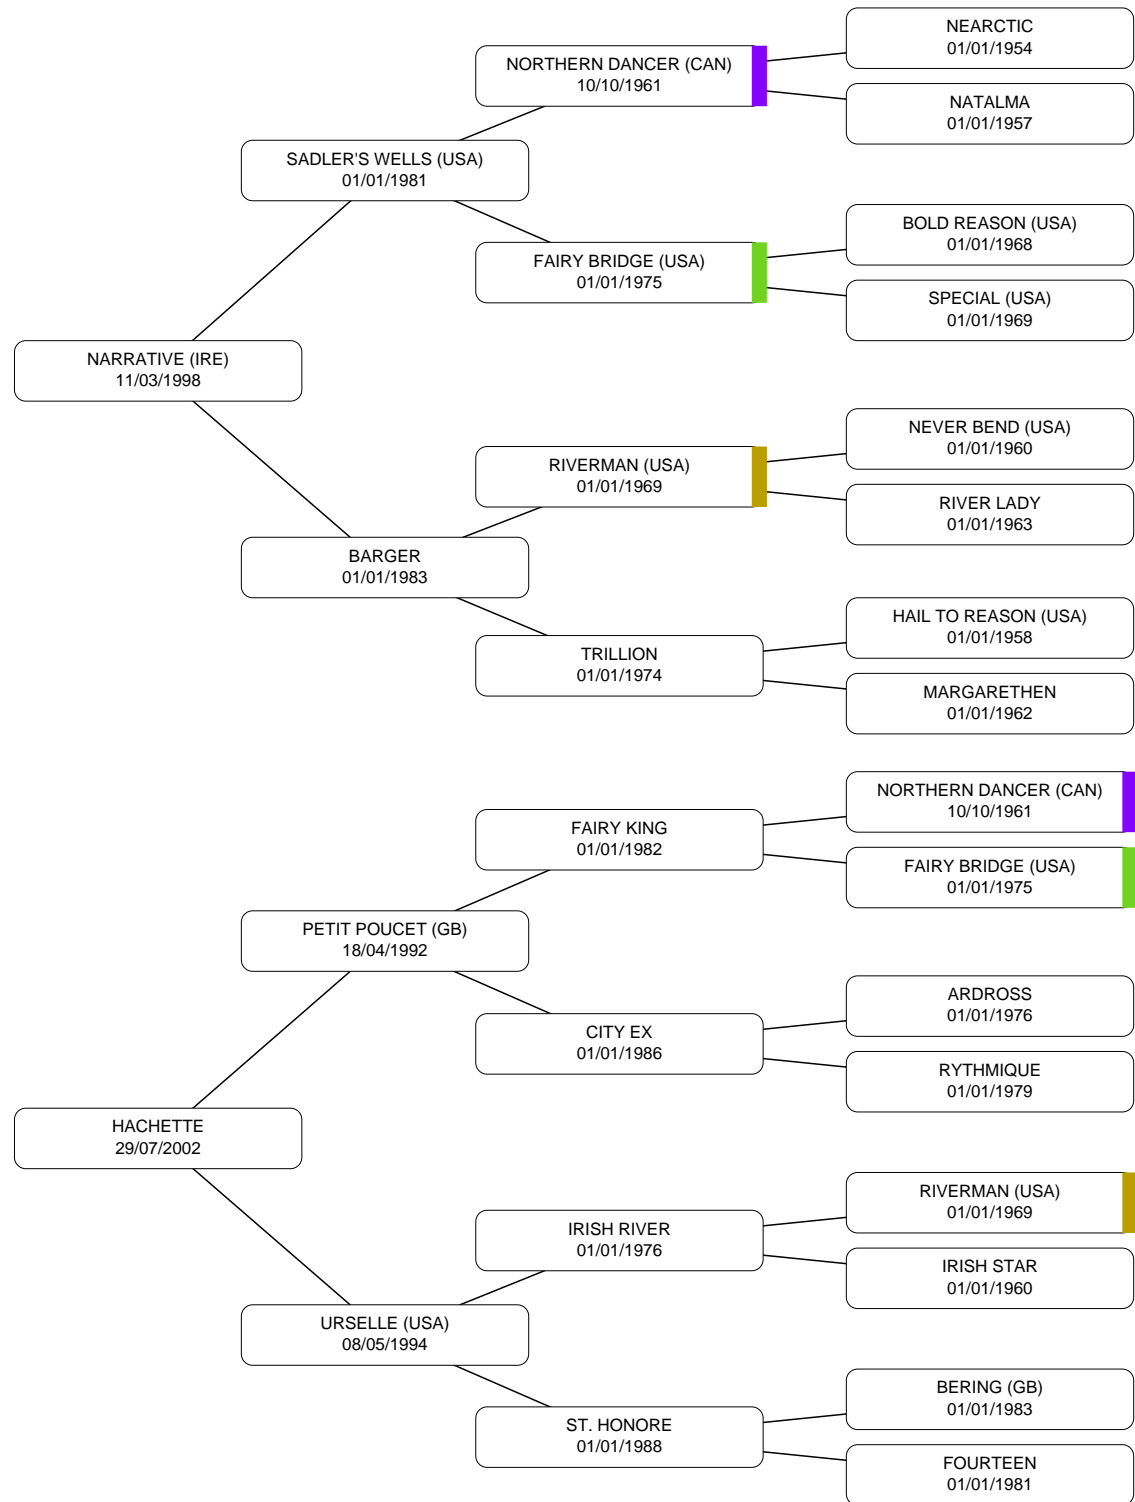 NEARCTIC
01/01/1954
NORTHERN DANCER (CAN)
10/10/1961
NATALMA
01/01/1957
SADLER'S WELLS (USA)
01/01/1981
BOLD REASON (USA)
01/01/1968
FAIRY BRIDGE (USA)
01/01/1975
SPECIAL (USA)
01/01/1969
NARRATIVE (IRE)
11/03/1998
NEVER BEND (USA)
01/01/1960
RIVERMAN (USA)
01/01/1969
RIVER LADY
01/01/1963
BARGER
01/01/1983
HAIL TO REASON (USA)
01/01/1958
TRILLION
01/01/1974
MARGARETHEN
01/01/1962
NORTHERN DANCER (CAN)
10/10/1961
FAIRY KING
01/01/1982
FAIRY BRIDGE (USA)
01/01/1975
PETIT POUCET (GB)
18/04/1992
ARDROSS
01/01/1976
CITY EX
01/01/1986
RYTHMIQUE
01/01/1979
HACHETTE
29/07/2002
RIVERMAN (USA)
01/01/1969
IRISH RIVER
01/01/1976
IRISH STAR
01/01/1960
URSELLE (USA)
08/05/1994
BERING (GB)
01/01/1983
ST. HONORE
01/01/1988
FOURTEEN
01/01/1981